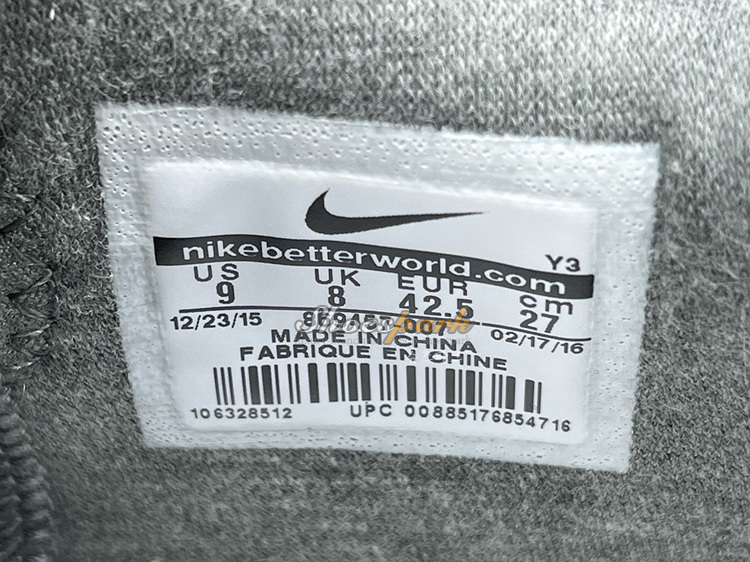 nikebetterworld.com
Y3
US UK EUR cm
9 8 42.5 27
12/23/15 02/17/16
Shoespark
MADE IN CHINA
FABRIQUE EN CHINE
106328512 UPC 00885176854716